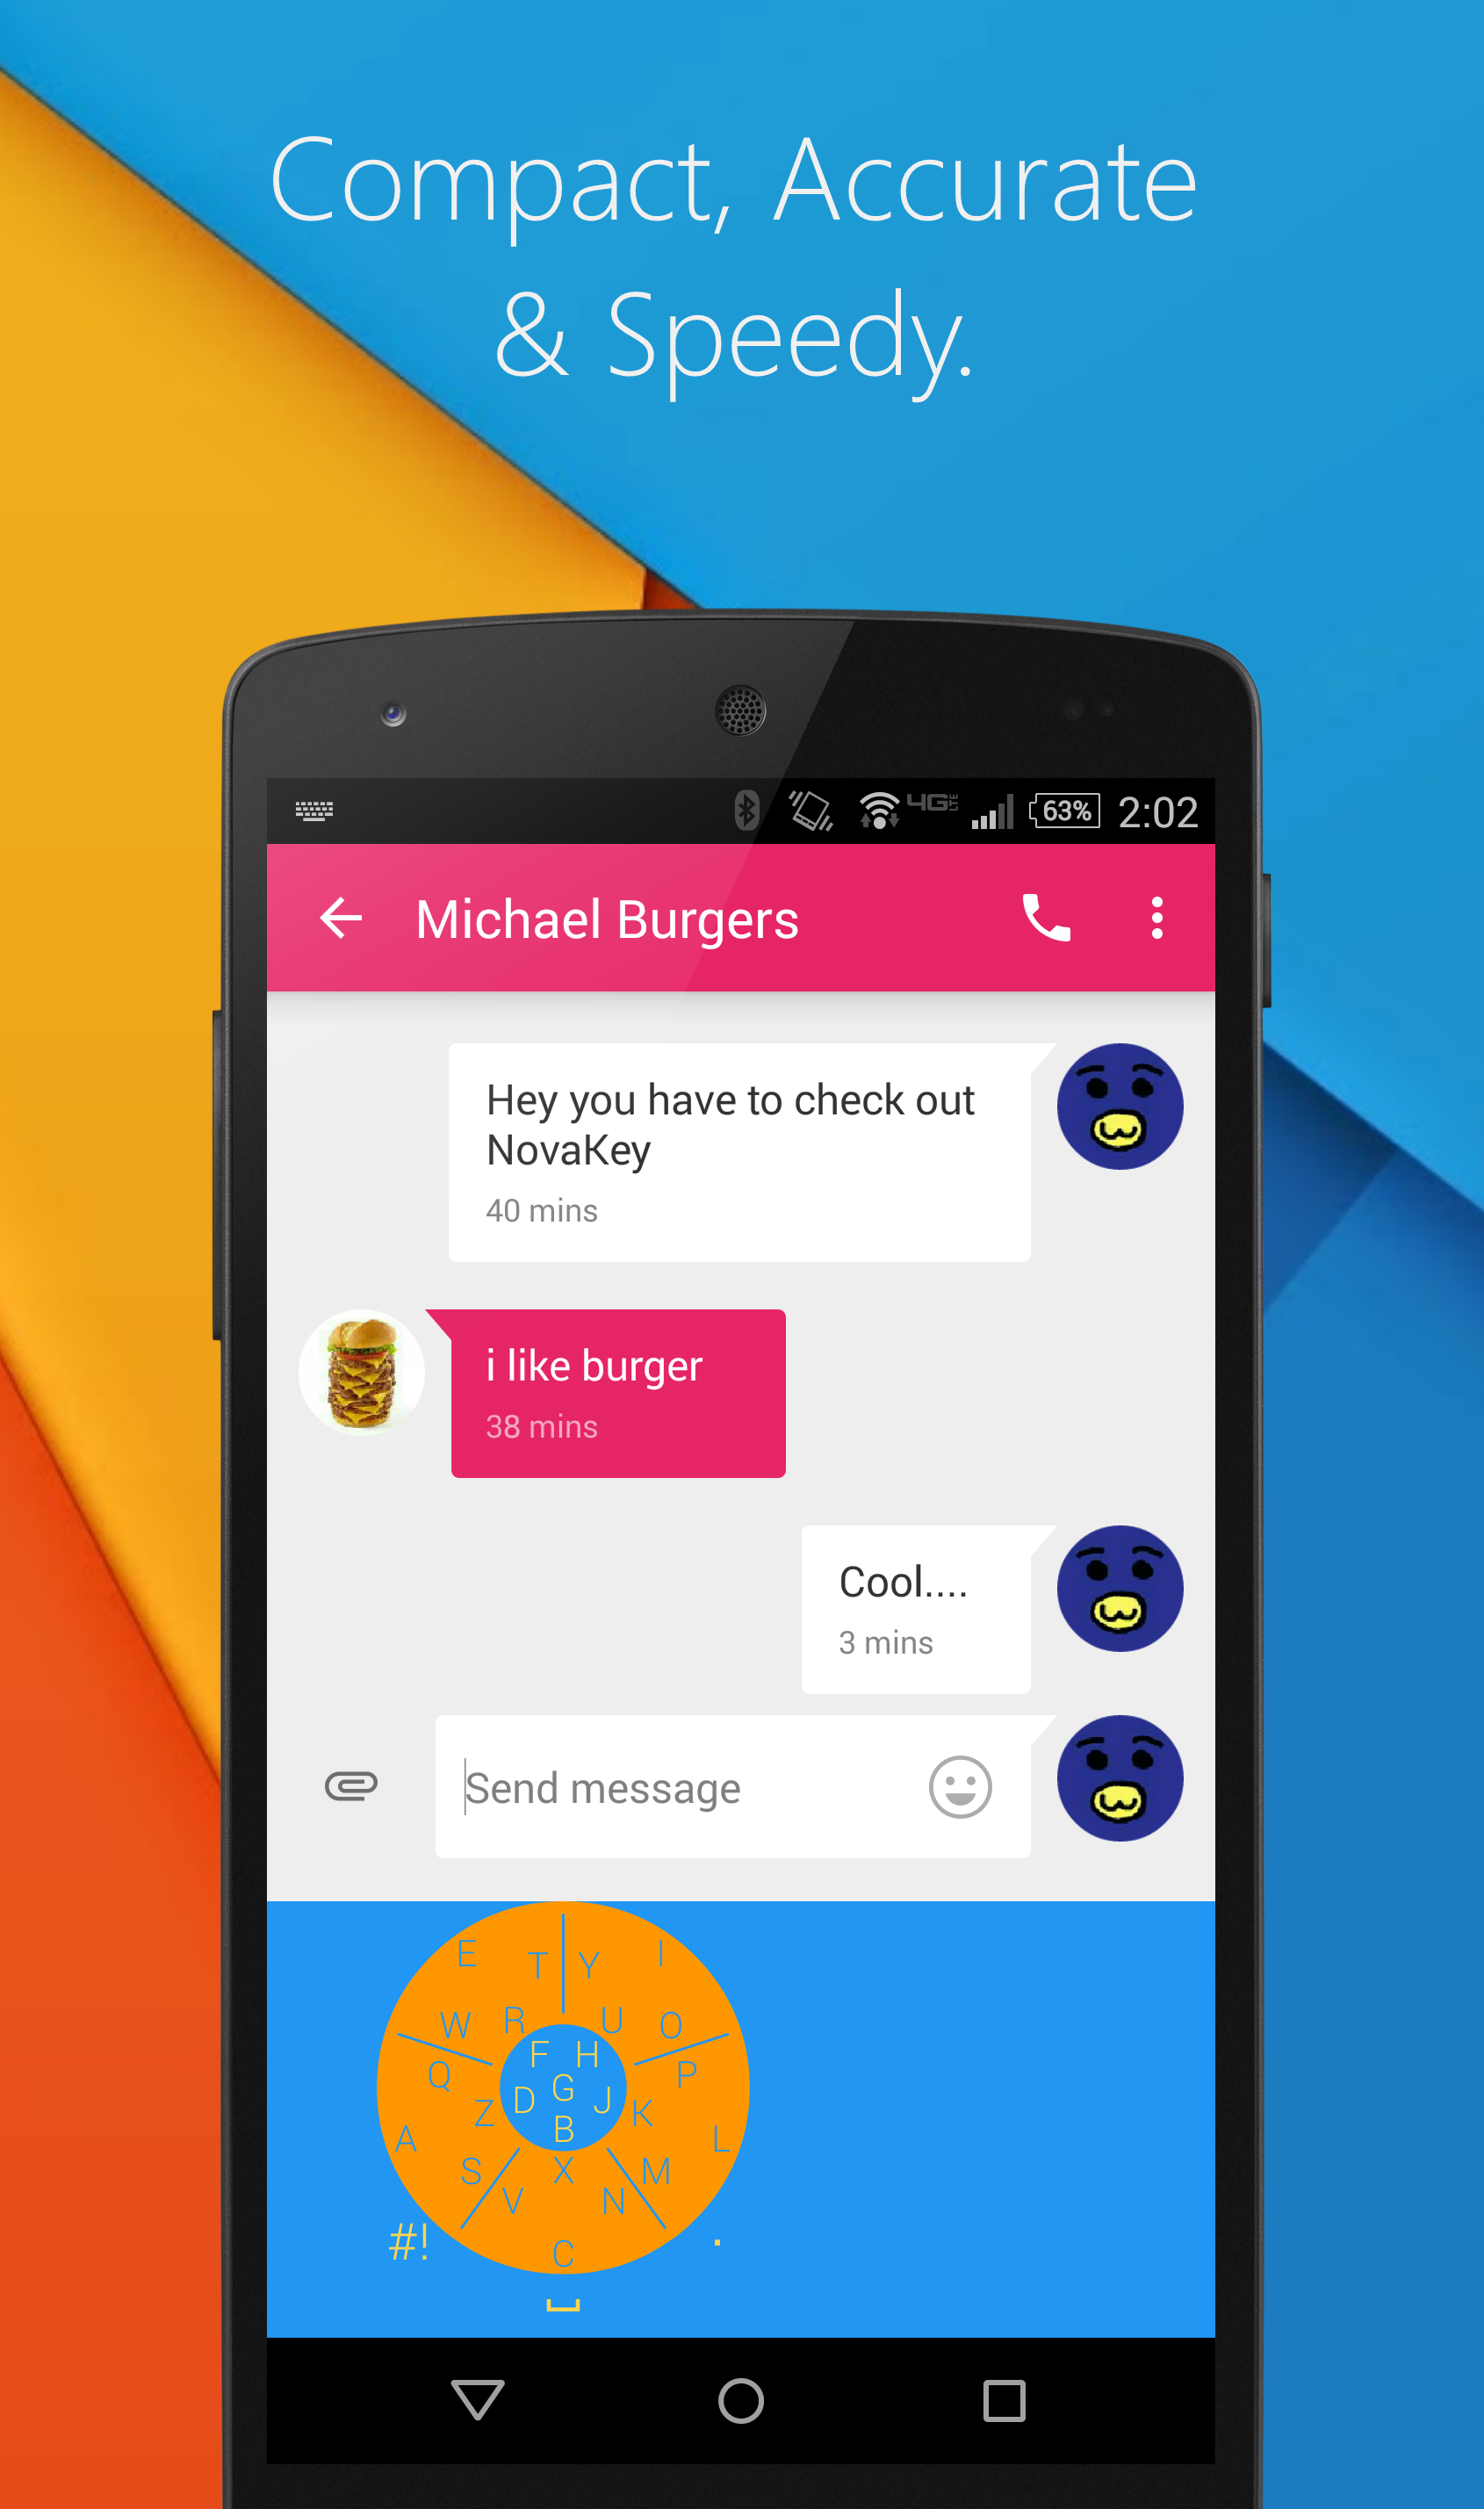 Compact, Accurate
& Speedy.
4G LTE 63% 2:02
Michael Burgers
Hey you have to check out
NovaKey
40 mins
i like burger
38 mins
Cool....
3 mins
Send message
E T Y I
W R U O
F H
Q G P
D J
Z B K
A L
S X M
V N
C
#! .